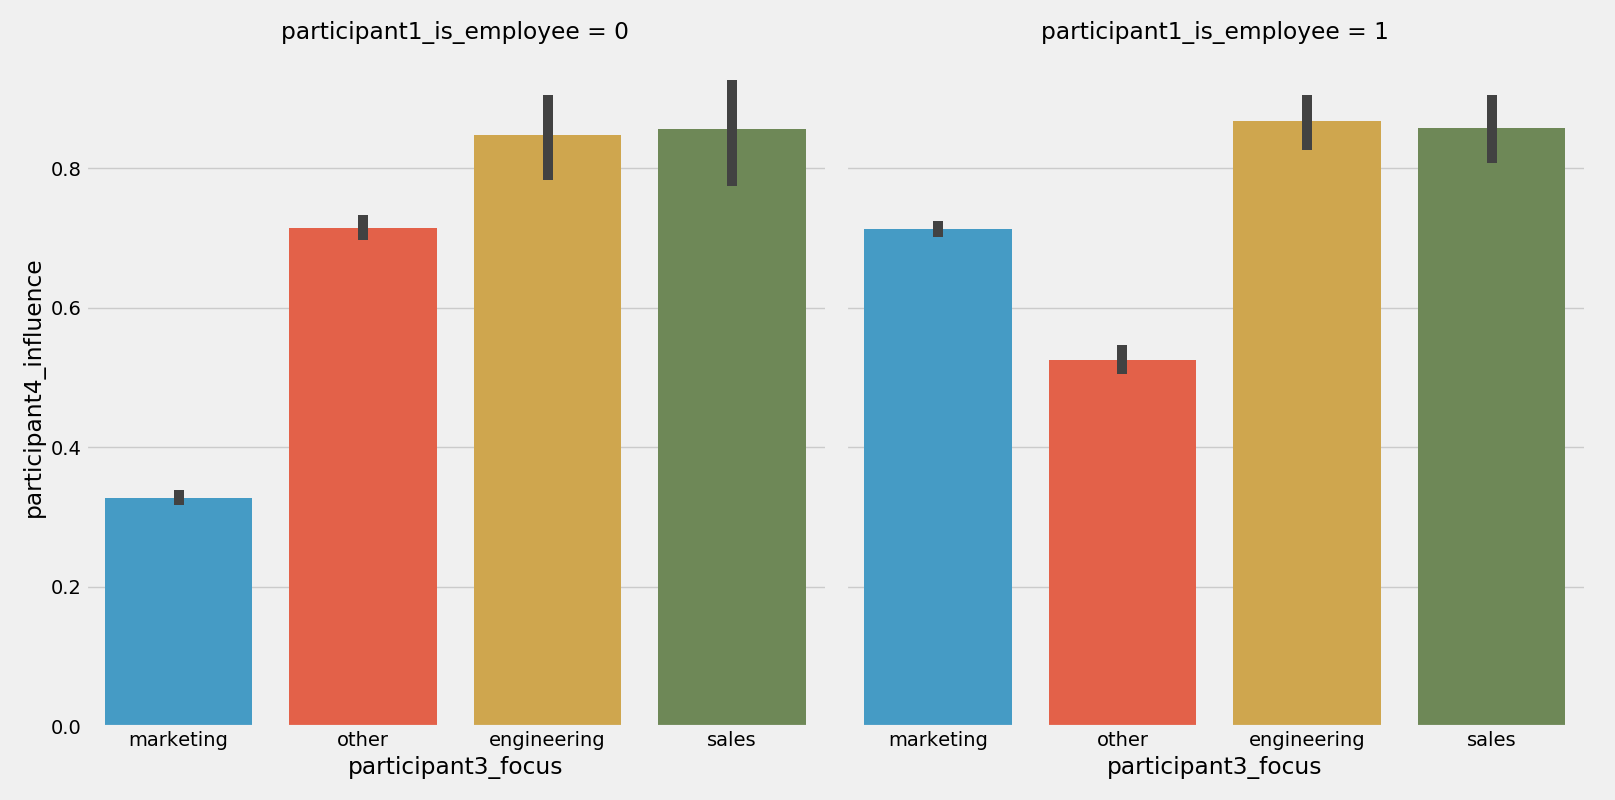 participant1_is_employee = 0
participant1_is_employee = 1
participant4_influence
0.8
0.6
0.4
0.2
0.0
marketing other engineering sales
marketing other engineering sales
participant3_focus
participant3_focus